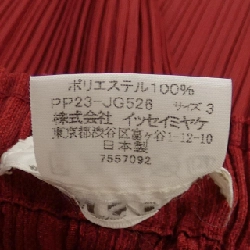 ポリエステル100%
PP23-JG526 サイズ 3
株式会社 イッセイミヤケ
東京都渋谷区富ヶ谷1-12-10
日本製
7557092